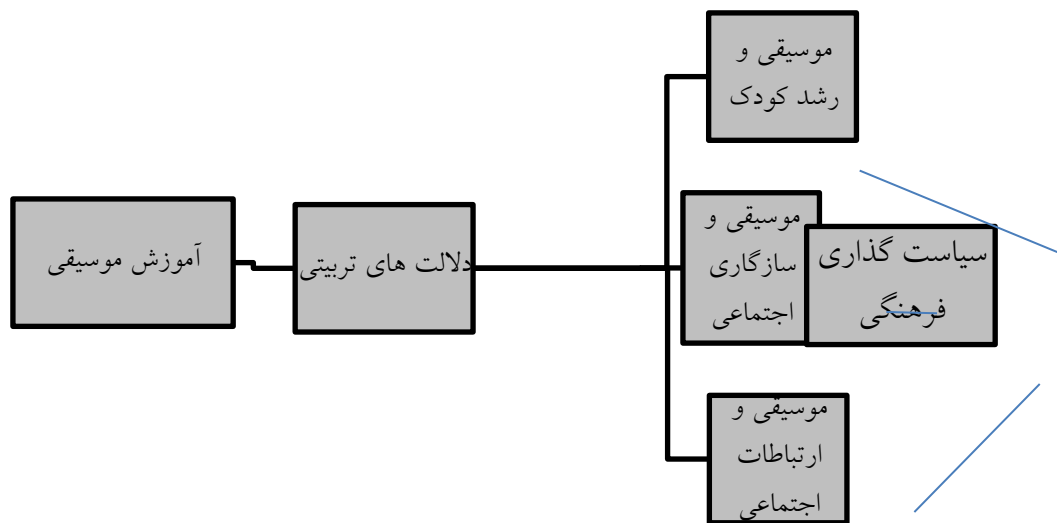 موسیقی و
رشد کودک
موسیقی و
سازگاری
اجتماعی
سیاست گذاری
فرهنگی
دلالت های تربیتی
آموزش موسیقی
موسیقی و
ارتباطات
اجتماعی